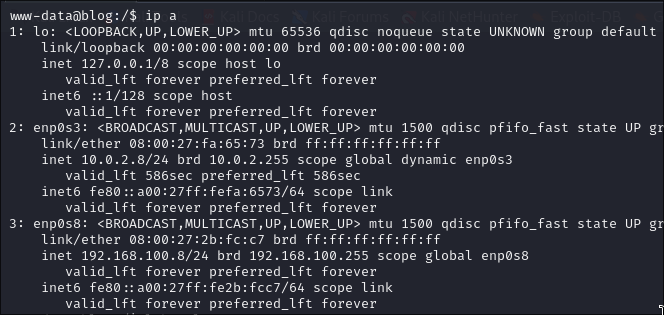 www-data@blog:/$ ip a
1: lo: <LOOPBACK,UP,LOWER_UP> mtu 65536 qdisc noqueue state UNKNOWN group default
link/loopback 00:00:00:00:00:00 brd 00:00:00:00:00:00
inet 127.0.0.1/8 scope host lo
valid_lft forever preferred_lft forever
inet6 ::1/128 scope host
valid_lft forever preferred_lft forever
2: enp0s3: <BROADCAST,MULTICAST,UP,LOWER_UP> mtu 1500 qdisc pfifo_fast state UP gr
link/ether 08:00:27:fa:65:73 brd ff:ff:ff:ff:ff:ff
inet 10.0.2.8/24 brd 10.0.2.255 scope global dynamic enp0s3
valid_lft 586sec preferred_lft 586sec
inet6 fe80::a00:27ff:fefa:6573/64 scope link
valid_lft forever preferred_lft forever
3: enp0s8: <BROADCAST,MULTICAST,UP,LOWER_UP> mtu 1500 qdisc pfifo_fast state UP gr
link/ether 08:00:27:2b:fc:c7 brd ff:ff:ff:ff:ff:ff
inet 192.168.100.8/24 brd 192.168.100.255 scope global enp0s8
valid_lft forever preferred_lft forever
inet6 fe80::a00:27ff:fe2b:fcc7/64 scope link
valid_lft forever preferred_lft forever